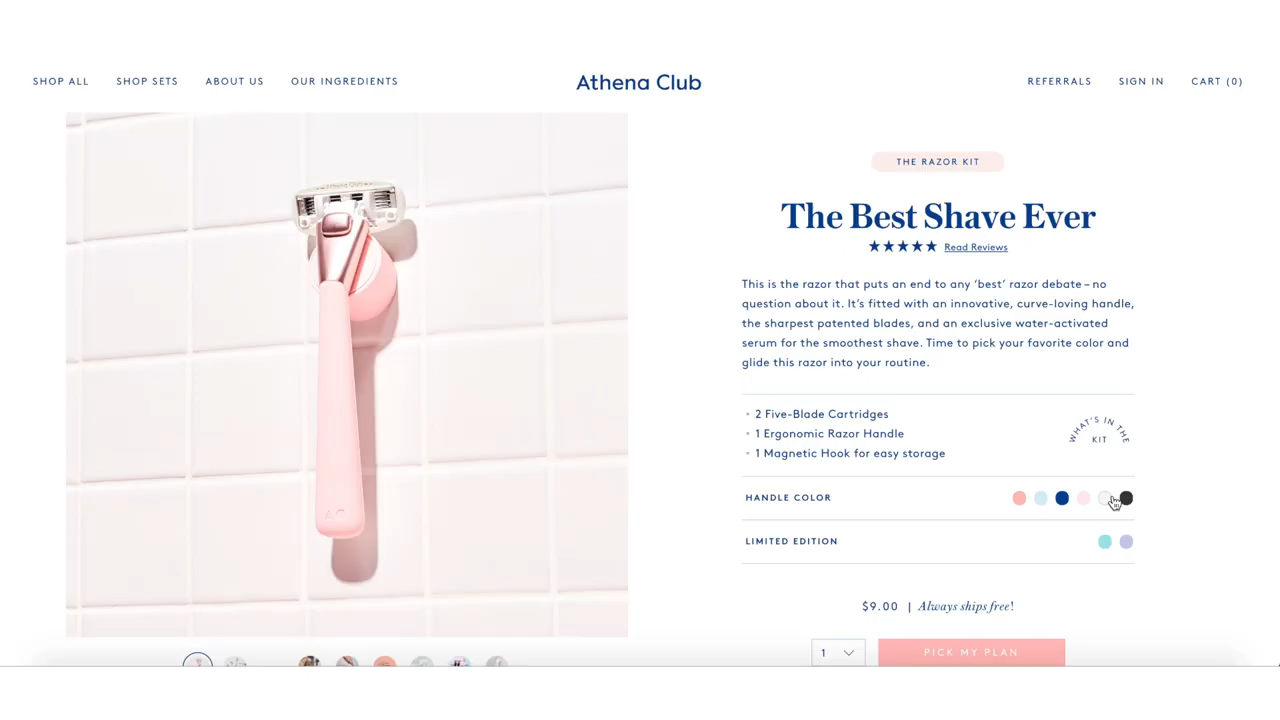 SHOP ALL
SHOP SETS
ABOUT US
OUR INGREDIENTS
Athena Club
REFERRALS
SIGN IN
CART (0)
THE RAZOR KIT
The Best Shave Ever
★★★★★ Read Reviews
This is the razor that puts an end to any ‘best’ razor debate – no
question about it. It’s fitted with an innovative, curve-loving handle,
the sharpest patented blades, and an exclusive water-activated
serum for the smoothest shave. Time to pick your favorite color and
glide this razor into your routine.
• 2 Five-Blade Cartridges
• 1 Ergonomic Razor Handle
• 1 Magnetic Hook for easy storage
WHAT'S IN THE
KIT
HANDLE COLOR
LIMITED EDITION
$9.00 | Always ships free!
1
PICK MY PLAN
AC